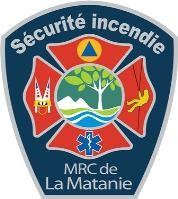 Sécurité incendie
MRC de
La Matanie